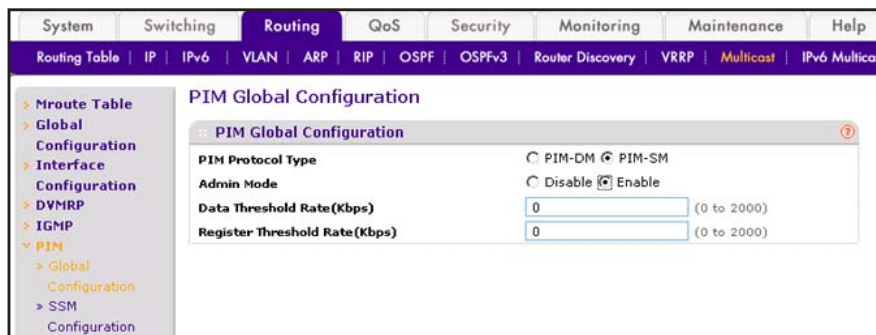 System Switching Routing QoS Security Monitoring Maintenance Help
Routing Table | IP | IPv6 | VLAN | ARP | RIP | OSPF | OSPFv3 | Router Discovery | VRRP | Multicast | IPv6 Multica
Mroute Table
Global
Configuration
Interface
Configuration
DVMRP
IGMP
PIM
Global
Configuration
SSM
Configuration
PIM Global Configuration
PIM Global Configuration
PIM Protocol Type PIM-DM PIM-SM
Admin Mode Disable Enable
Data Threshold Rate(Kbps) 0 (0 to 2000)
Register Threshold Rate(Kbps) 0 (0 to 2000)